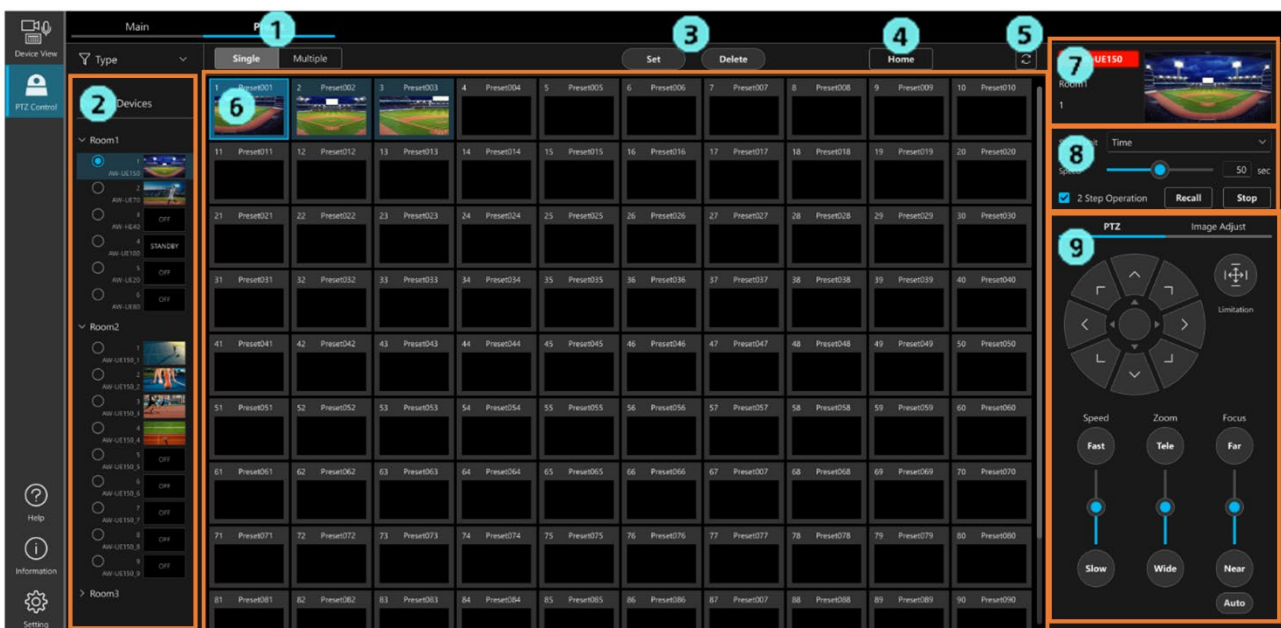 Main
1
Device View
Type
Single
Multiple
3
Set
Delete
4
Home
5
PTZ Control
2
Devices
Room1
1
AW-UE150
2
AW-UE70
AW-HE40
OFF
4
AW-UE100
STANDBY
5
AW-UE20
OFF
6
AW-UE80
OFF
Room2
1
AW-UE150_1
2
AW-UE150_2
3
4
AW-UE150_4
5
AW-UE150_5
OFF
6
AW-UE150_6
OFF
7
AW-UE150_7
OFF
8
AW-UE150_8
OFF
9
AW-UE150_9
OFF
Room3
Help
Information
Setting
6
1 Preset001 2 Preset002 3 Preset003 4 Preset004 5 Preset005 6 Preset006 7 Preset007 8 Preset008 9 Preset009 10 Preset010
11 Preset011 12 Preset012 13 Preset013 14 Preset014 15 Preset015 16 Preset016 17 Preset017 18 Preset018 19 Preset019 20 Preset020
21 Preset021 22 Preset022 23 Preset023 24 Preset024 25 Preset025 26 Preset026 27 Preset027 28 Preset028 29 Preset029 30 Preset030
31 Preset031 32 Preset032 33 Preset033 34 Preset034 35 Preset035 36 Preset036 37 Preset037 38 Preset038 39 Preset039 40 Preset040
41 Preset041 42 Preset042 43 Preset043 44 Preset044 45 Preset045 46 Preset046 47 Preset047 48 Preset048 49 Preset049 50 Preset050
51 Preset051 52 Preset052 53 Preset053 54 Preset054 55 Preset055 56 Preset056 57 Preset057 58 Preset058 59 Preset059 60 Preset060
61 Preset061 62 Preset062 63 Preset063 64 Preset064 65 Preset065 66 Preset066 67 Preset067 68 Preset068 69 Preset069 70 Preset070
71 Preset071 72 Preset072 73 Preset073 74 Preset074 75 Preset075 76 Preset076 77 Preset077 78 Preset078 79 Preset079 80 Preset080
81 Preset081 82 Preset082 83 Preset083 84 Preset084 85 Preset085 86 Preset086 87 Preset087 88 Preset088 89 Preset089 90 Preset090
7
UE150
Room1
1
8
Time
Speed
50 sec
2 Step Operation
Recall
Stop
PTZ
Image Adjust
9
Limitation
Speed Zoom Focus
Fast Tele Far
Slow Wide Near
Auto